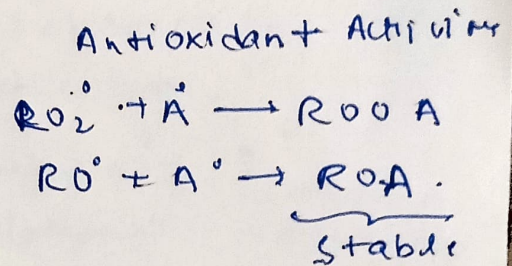 Antioxidant Activity
RO₂° + A° → ROOA
RO° + A° → ROA.
Stable